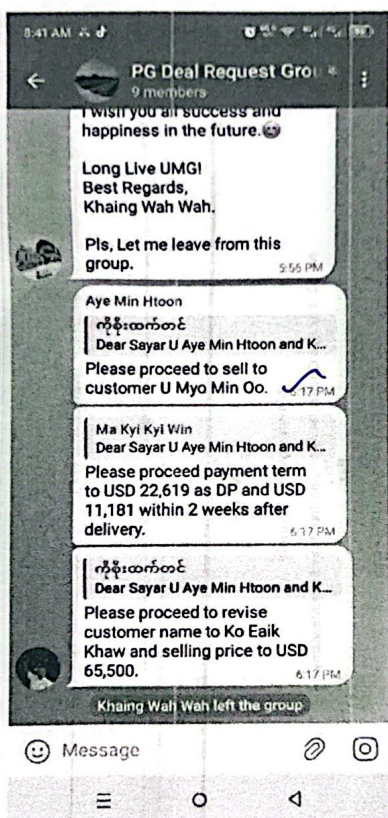 8:41 AM
PG Deal Request Gro
9 members
I wish you all success and
happiness in the future.
Long Live UMG!
Best Regards,
Khaing Wah Wah.
Pls, Let me leave from this
group.
5:55 PM
Aye Min Htoon
ကိုစိုးထက်တင်
Dear Sayar U Aye Min Htoon and K...
Please proceed to sell to
customer U Myo Min Oo.
6:17 PM
Ma Kyi Kyi Win
Dear Sayar U Aye Min Htoon and K...
Please proceed payment term
to USD 22,619 as DP and USD
11,181 within 2 weeks after
delivery.
6:17 PM
ကိုစိုးထက်တင်
Dear Sayar U Aye Min Htoon and K...
Please proceed to revise
customer name to Ko Eaik
Khaw and selling price to USD
65,500.
6:17 PM
Khaing Wah Wah left the group
Message